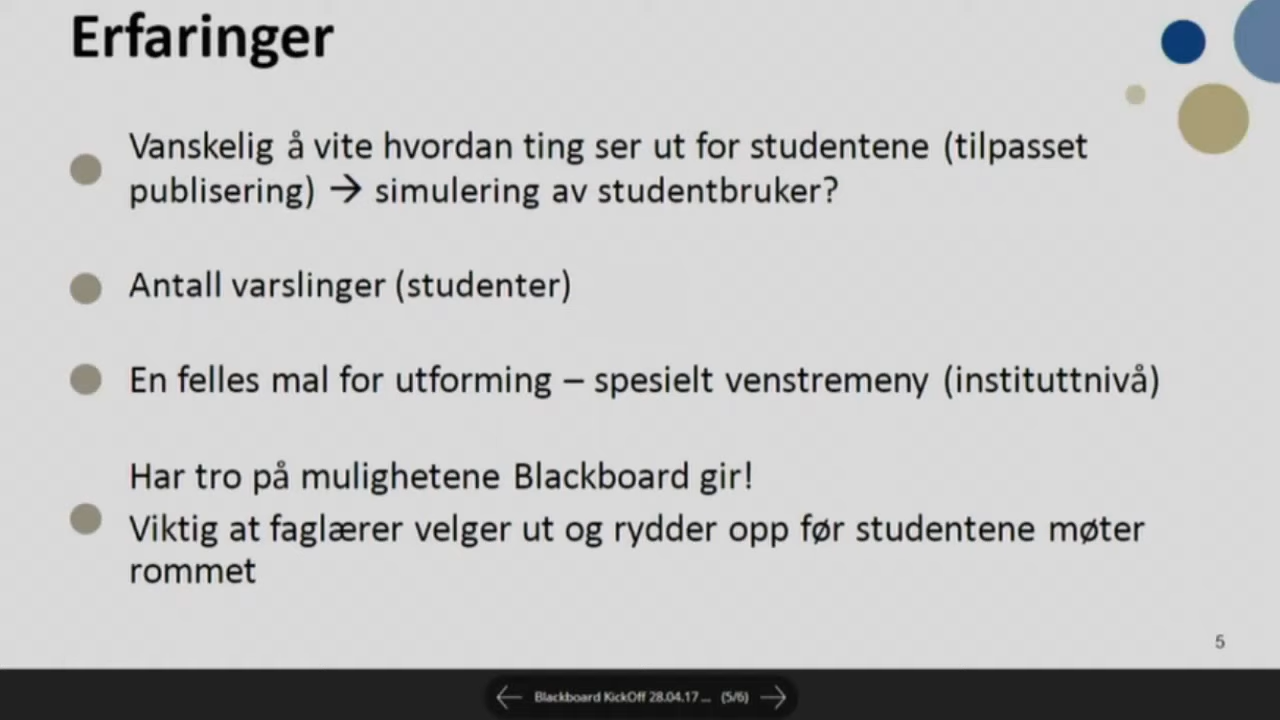 Erfaringer
Vanskelig å vite hvordan ting ser ut for studentene (tilpasset
publisering) → simulering av studentbruker?
Antall varslinger (studenter)
En felles mal for utforming – spesielt venstremeny (instituttnivå)
Har tro på mulighetene Blackboard gir!
Viktig at faglærer velger ut og rydder opp før studentene møter
rommet
5
Blackboard KickOff 28.04.17 ... (5/6)